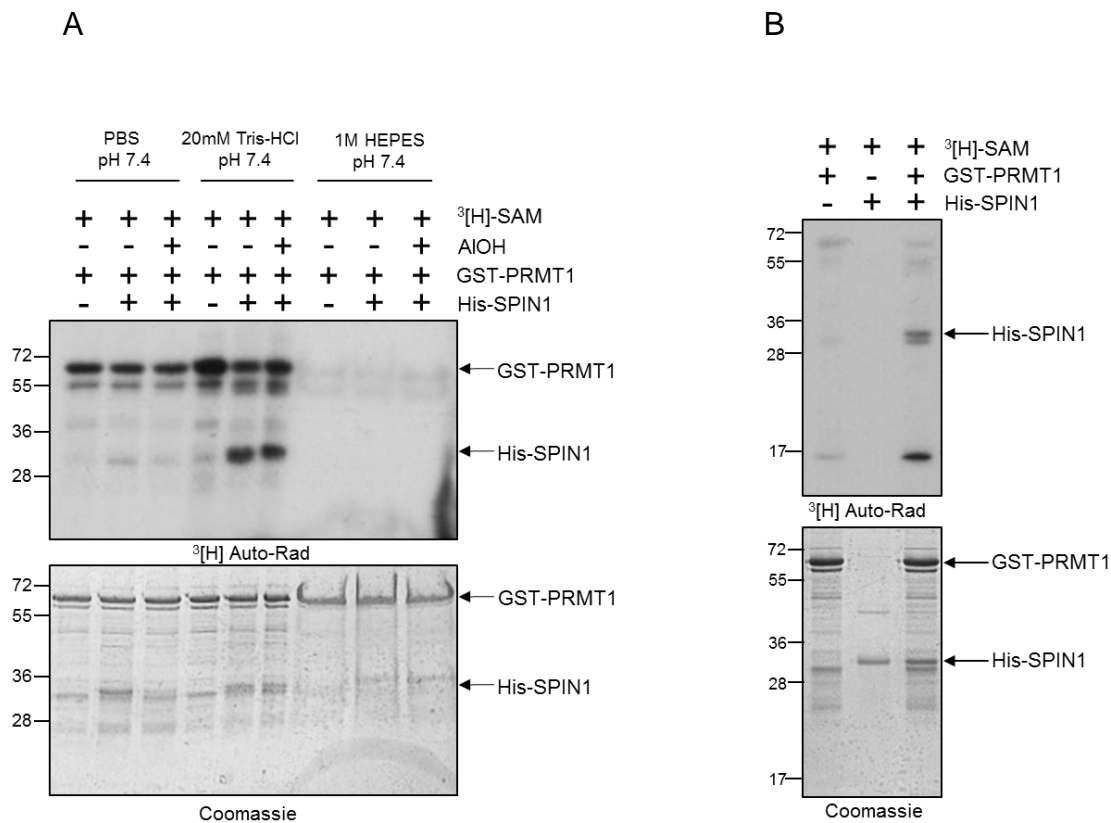 A
PBS
pH 7.4
20mM Tris-HCl
pH 7.4
1M HEPES
pH 7.4
+ + + + + + + + + ³[H]-SAM
- - + - - + - - + AlOH
+ + + + + + + + + GST-PRMT1
- + + - + + - + + His-SPIN1
72
55
36
28
GST-PRMT1
His-SPIN1
³[H] Auto-Rad
72
55
36
28
GST-PRMT1
His-SPIN1
Coomassie
B
+ + + ³[H]-SAM
+ - + GST-PRMT1
- + + His-SPIN1
72
55
36
28
17
His-SPIN1
³[H] Auto-Rad
72
55
36
28
17
GST-PRMT1
His-SPIN1
Coomassie